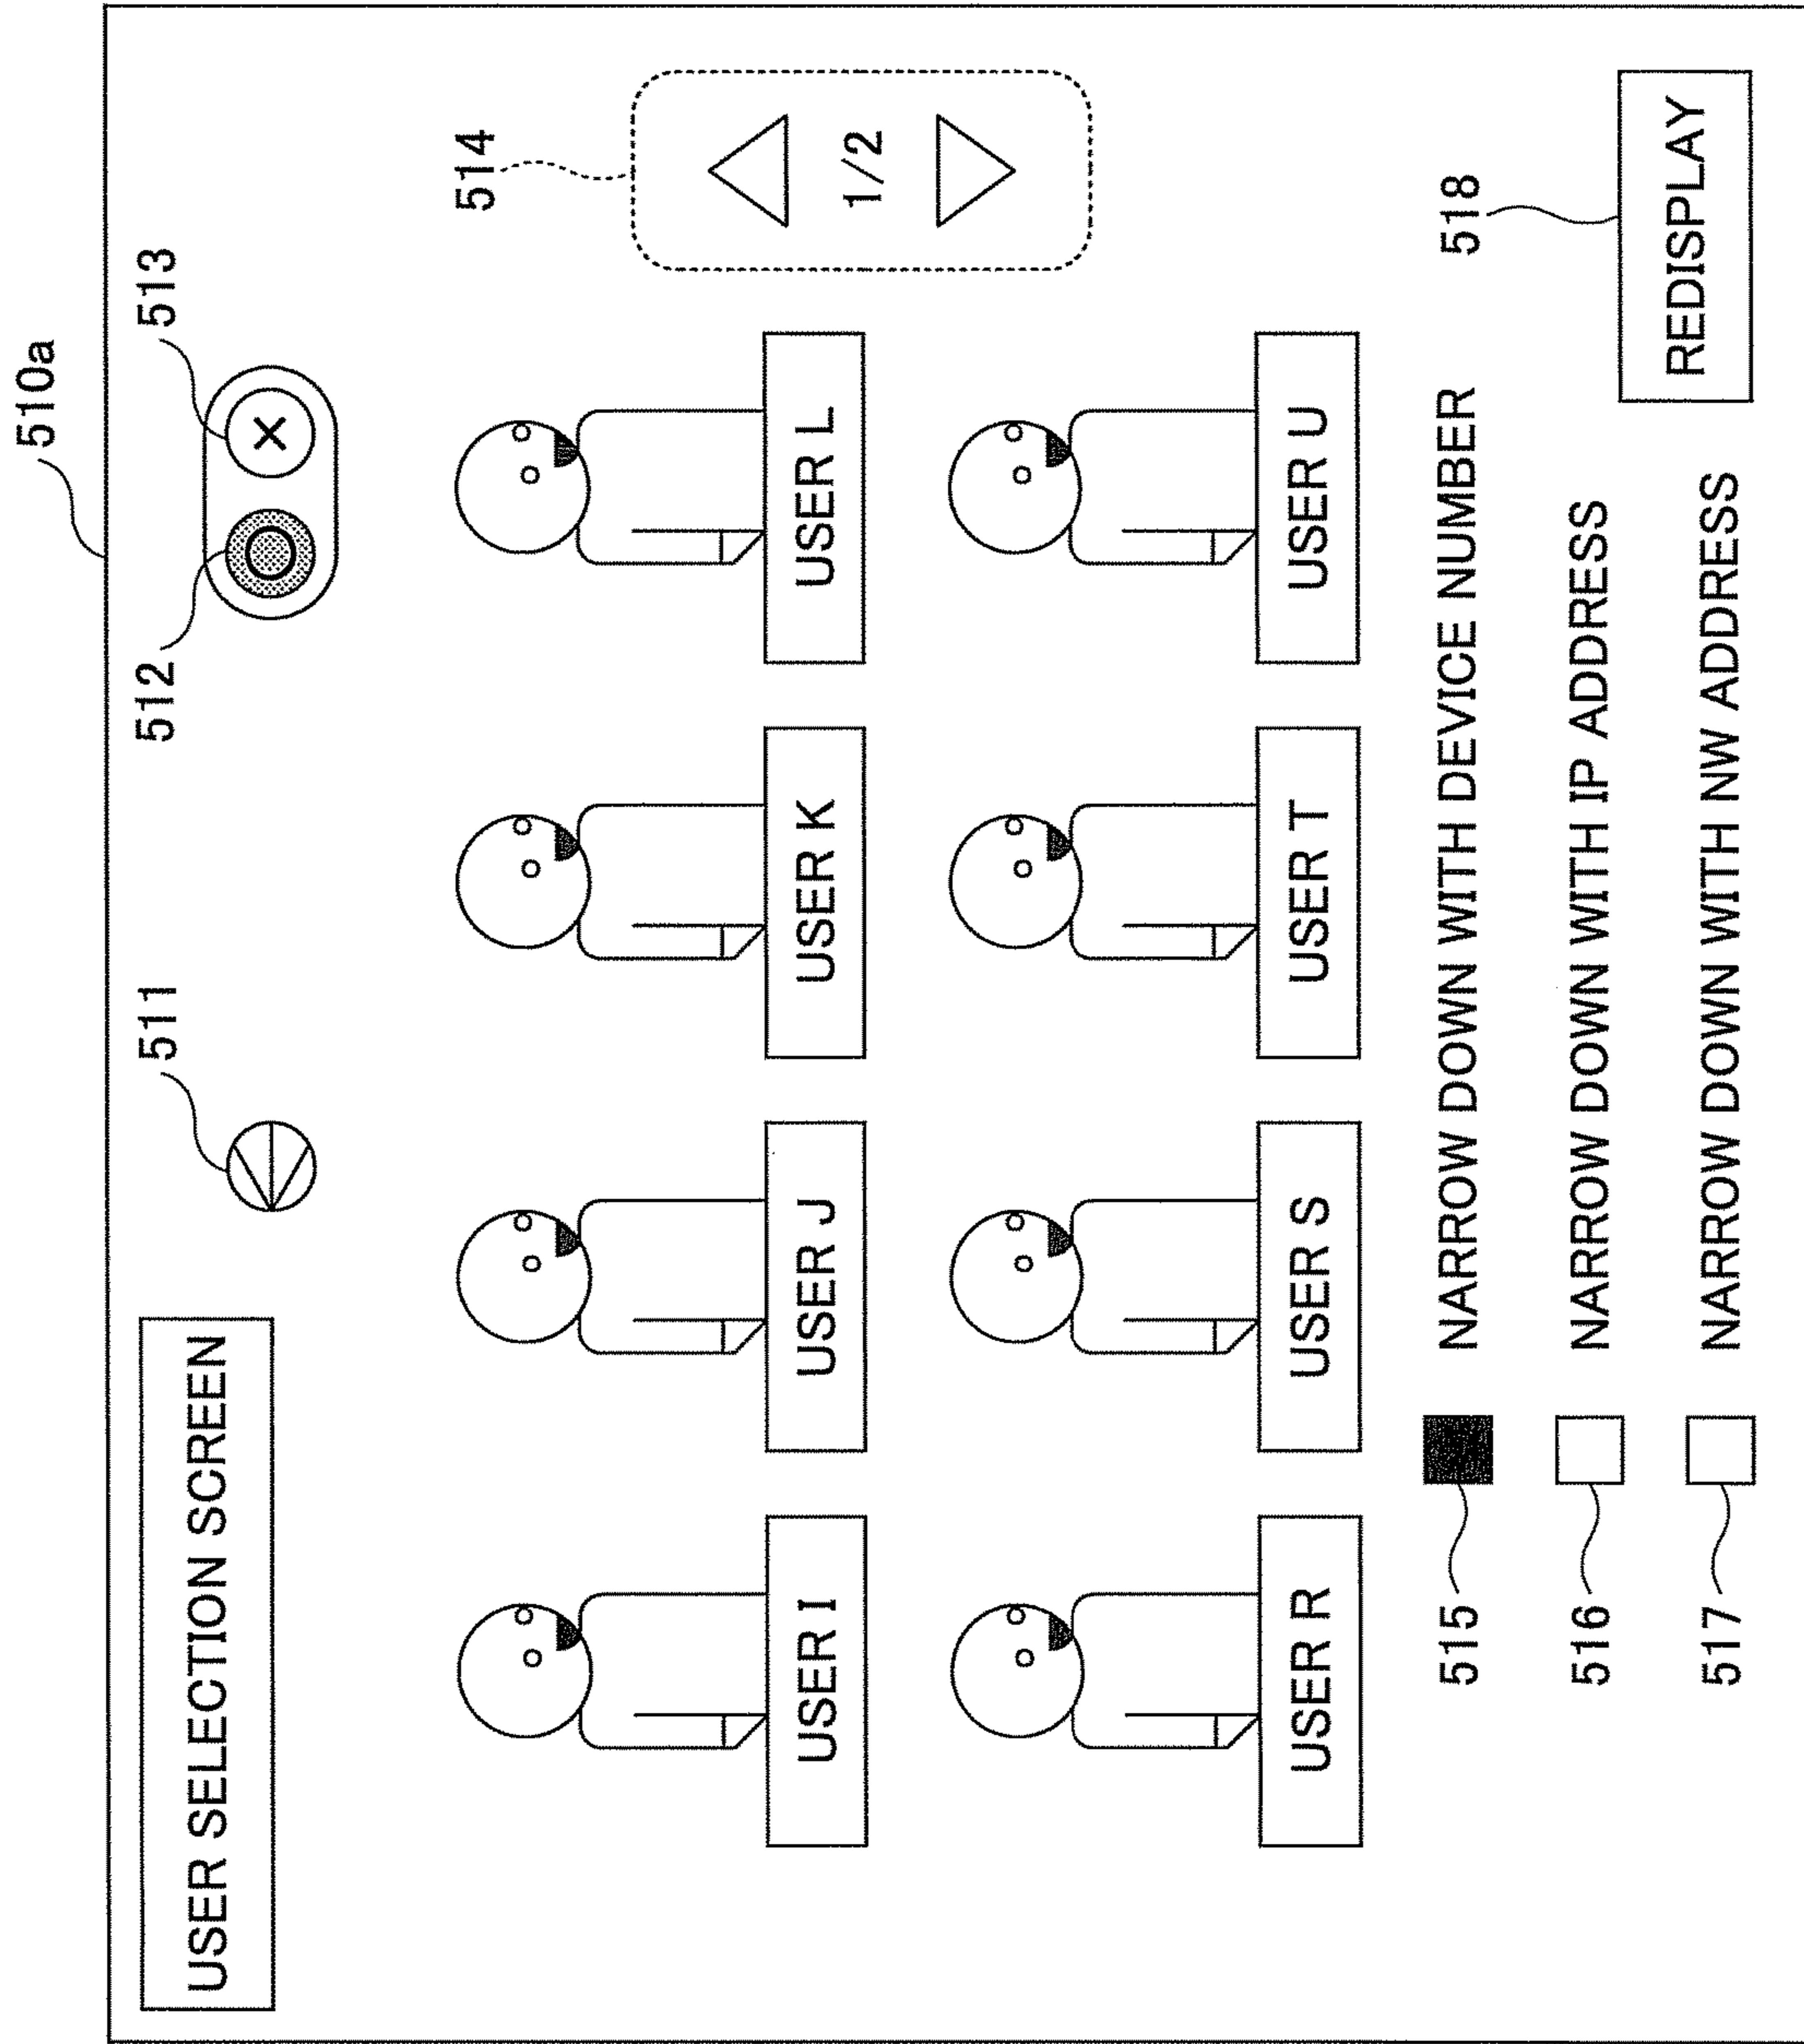 510a
USER SELECTION SCREEN
511
512
513
×
USER I
USER J
USER K
USER L
514
1/2
USER R
USER S
USER T
USER U
515 NARROW DOWN WITH DEVICE NUMBER
516 NARROW DOWN WITH IP ADDRESS
517 NARROW DOWN WITH NW ADDRESS
518
REDISPLAY